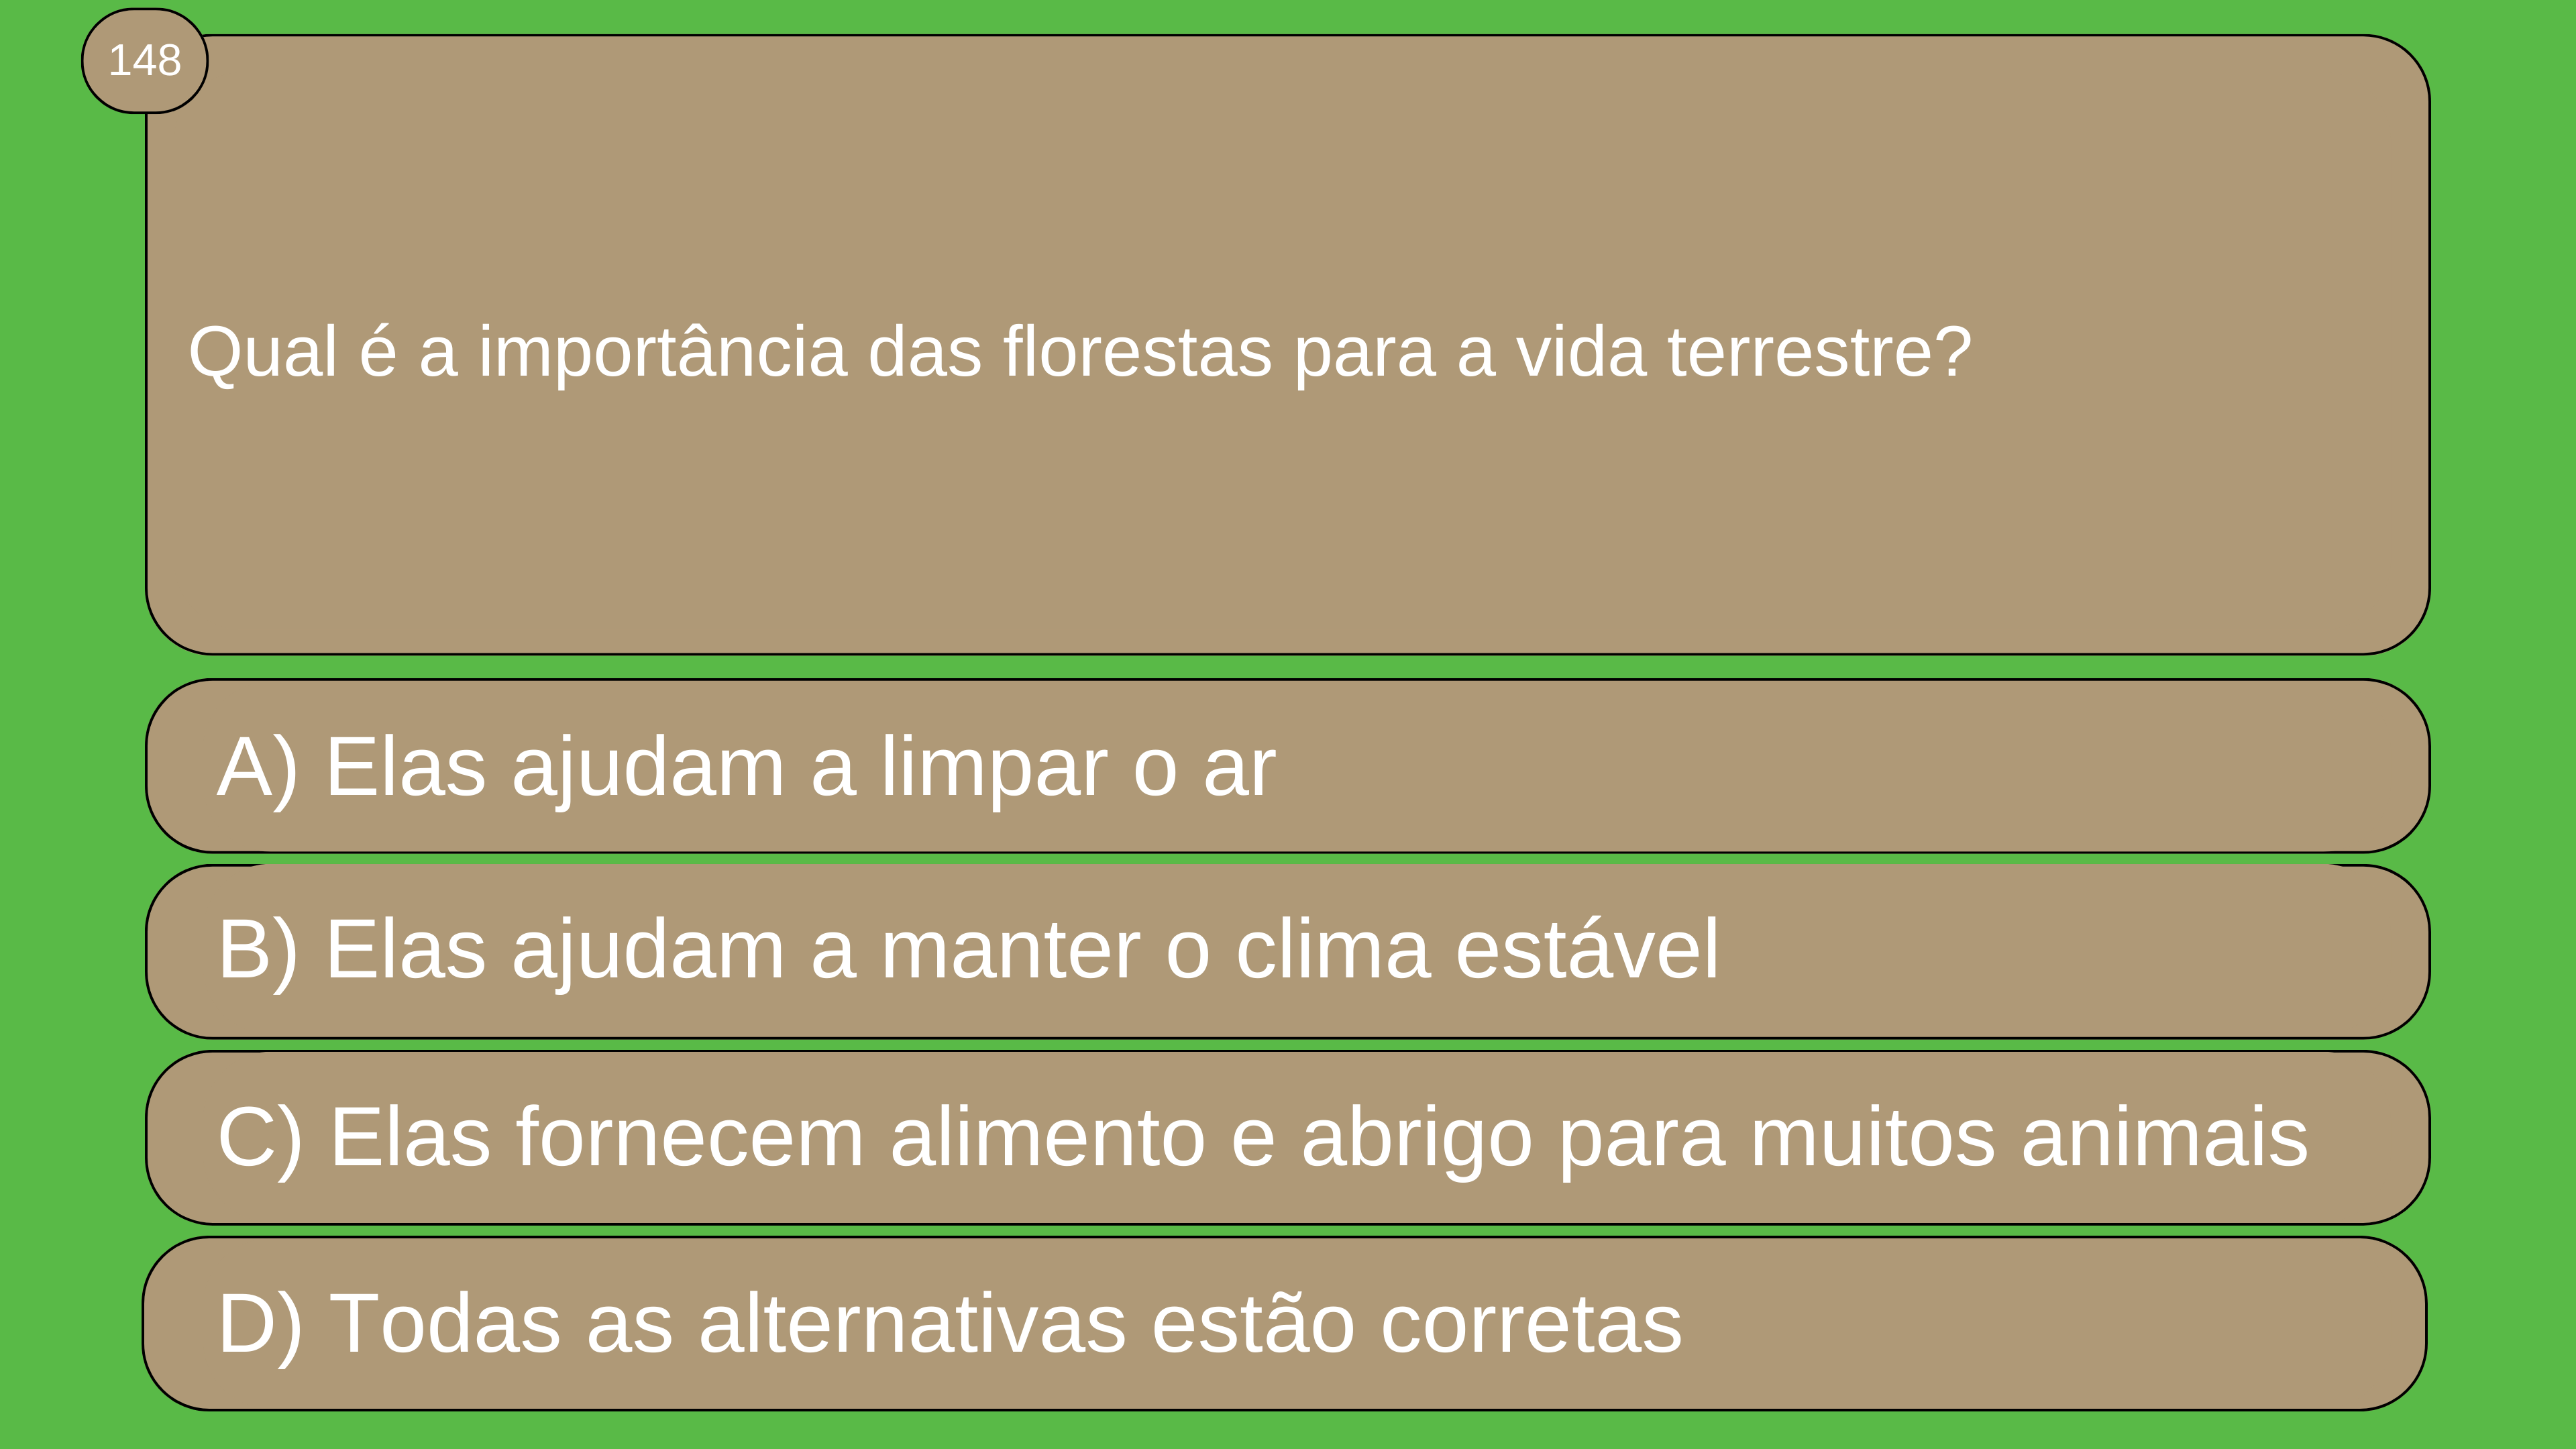 148
Qual é a importância das florestas para a vida terrestre?
A) Elas ajudam a limpar o ar
B) Elas ajudam a manter o clima estável
C) Elas fornecem alimento e abrigo para muitos animais
D) Todas as alternativas estão corretas